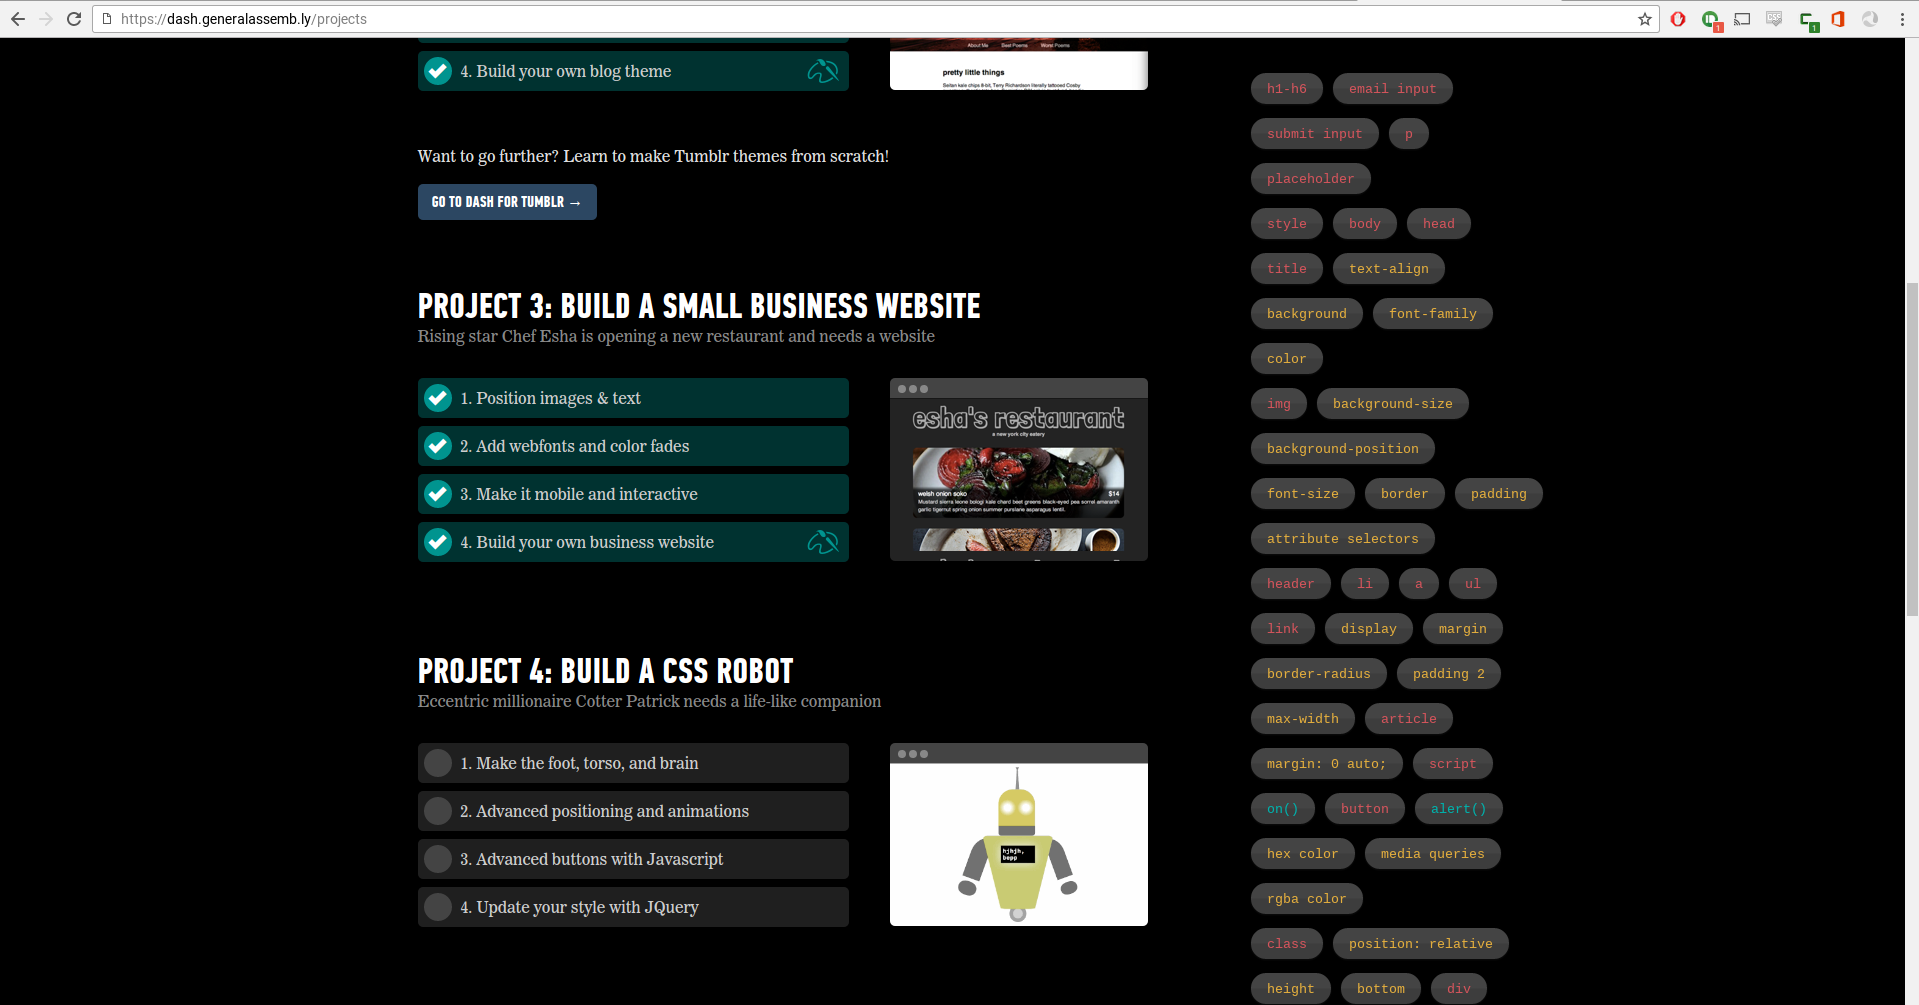 https://dash.generalassemb.ly/projects
1
1
4. Build your own blog theme
About Me Best Poems Worst Poems
pretty little things
Seitan kale chips 8-bit, Terry Richardson literally tattooed Cosby
Want to go further? Learn to make Tumblr themes from scratch!
GO TO DASH FOR TUMBLR →
PROJECT 3: BUILD A SMALL BUSINESS WEBSITE
Rising star Chef Esha is opening a new restaurant and needs a website
1. Position images & text
2. Add webfonts and color fades
3. Make it mobile and interactive
4. Build your own business website
esha's restaurant
a new york city eatery
welsh onion soko $14
Mustard sierra leone bologi kale chard beet greens black-eyed pea sorrel amaranth
garlic tigernut spring onion summer purslane asparagus lentil.
PROJECT 4: BUILD A CSS ROBOT
Eccentric millionaire Cotter Patrick needs a life-like companion
1. Make the foot, torso, and brain
2. Advanced positioning and animations
3. Advanced buttons with Javascript
4. Update your style with JQuery
hjhjh,
bepp
h1-h6 email input
submit input p
placeholder
style body head
title text-align
background font-family
color
img background-size
background-position
font-size border padding
attribute selectors
header li a ul
link display margin
border-radius padding 2
max-width article
margin: 0 auto; script
on() button alert()
hex color media queries
rgba color
class position: relative
height bottom div